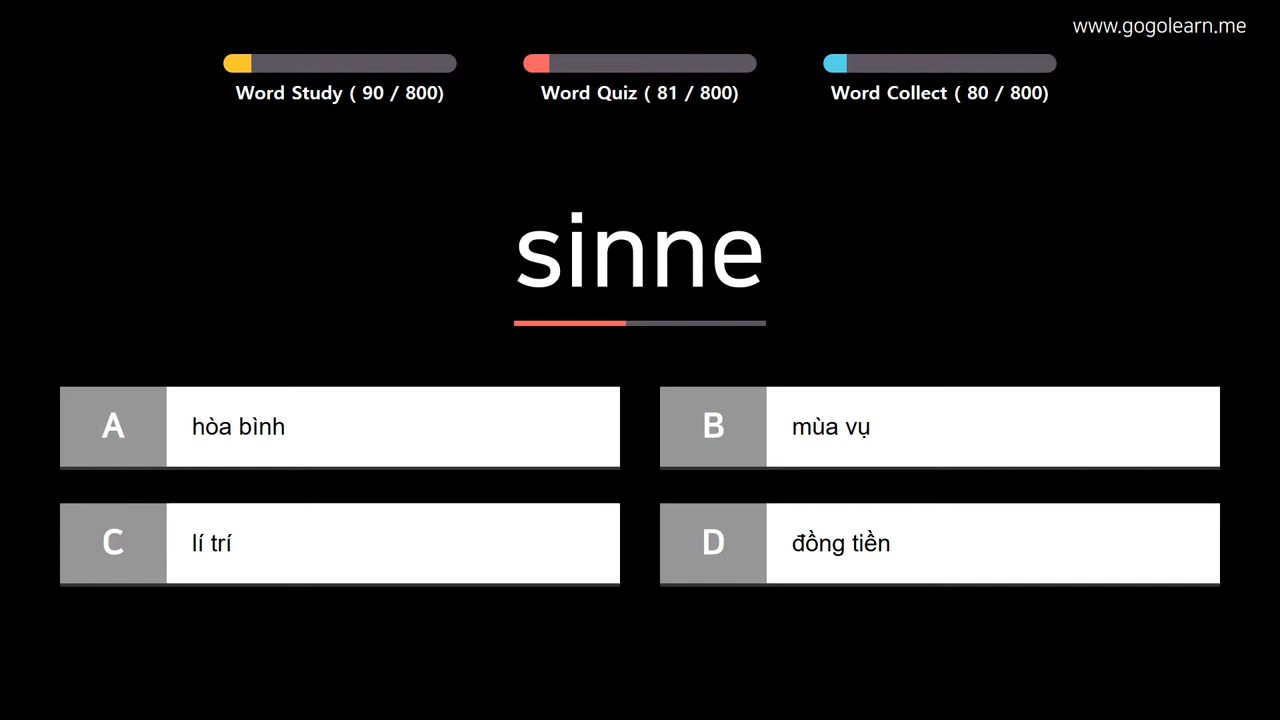 www.gogolearn.me
Word Study ( 90 / 800)
Word Quiz ( 81 / 800)
Word Collect ( 80 / 800)
sinne
A hòa bình
B mùa vụ
C lí trí
D đồng tiền